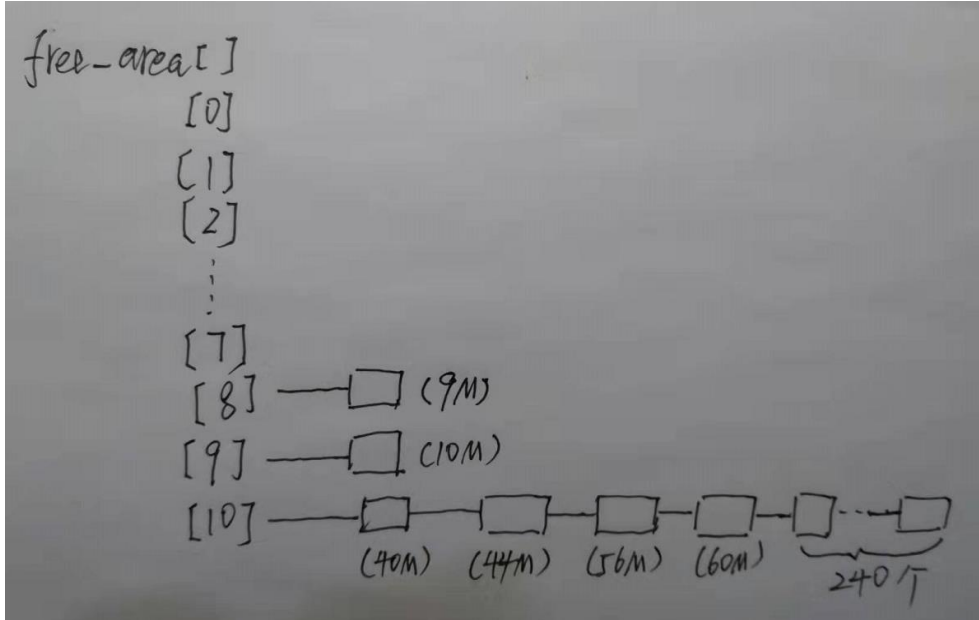 free_area[]
[0]
[1]
[2]
[7]
[8] (9M)
[9] (10M)
[10]
(40M) (44M) (56M) (60M) 240个